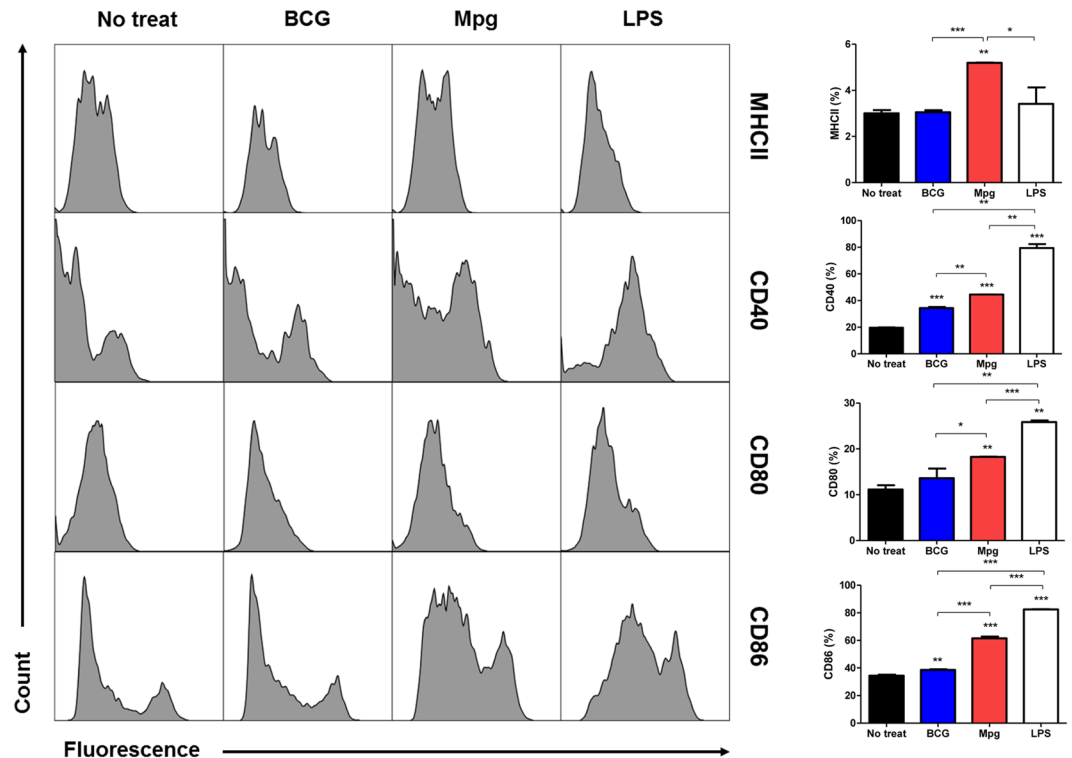 No treat BCG Mpg LPS
MHCII
CD40
CD80
CD86
Count
Fluorescence
*** *
**
6
4
2
0
MHCII (%)
No treat BCG Mpg LPS
**
**
***
**
***
***
100
80
60
40
20
0
CD40 (%)
No treat BCG Mpg LPS
**
***
**
*
**
30
20
10
0
CD80 (%)
No treat BCG Mpg LPS
***
***
***
***
***
**
100
80
60
40
20
0
CD86 (%)
No treat BCG Mpg LPS